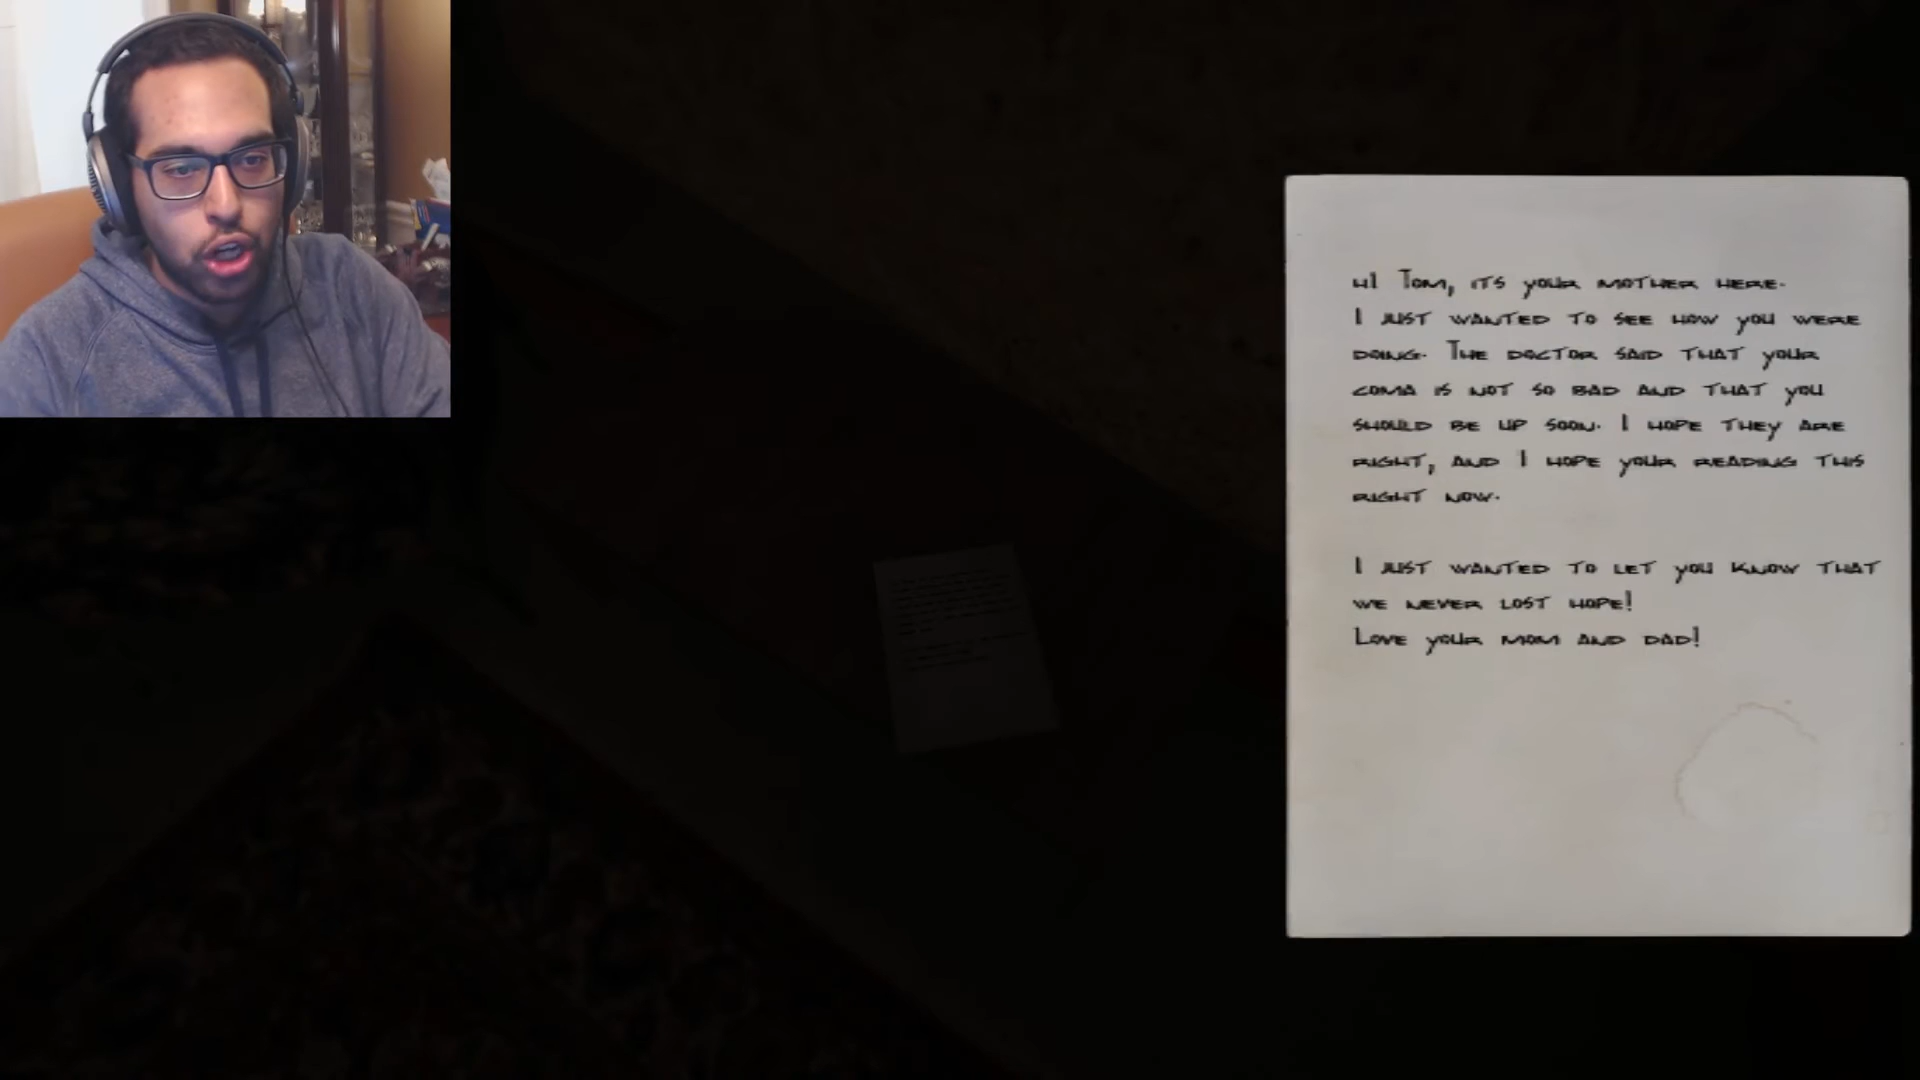 Hi Tom, its your mother here.
I just wanted to see how you were
doing. The doctor said that your
coma is not so bad and that you
should be up soon. I hope they are
right, and I hope your reading this
right now.
I just wanted to let you know that
we never lost hope!
Love your mom and dad!